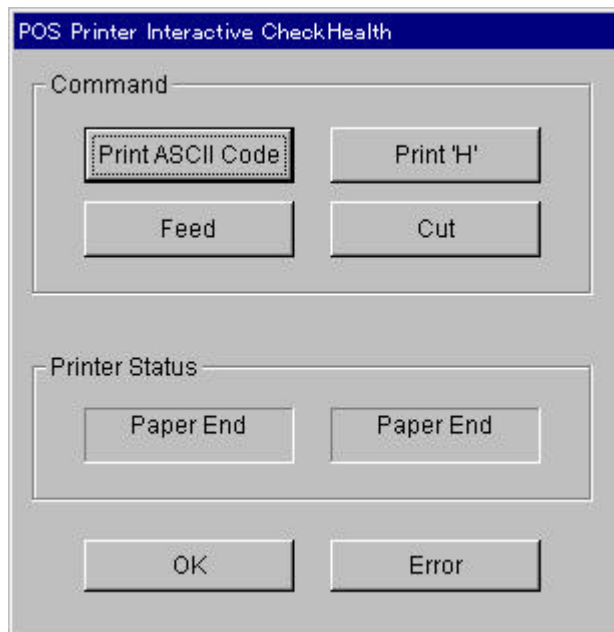 POS Printer Interactive CheckHealth
Command
Print ASCII Code
Print 'H'
Feed
Cut
Printer Status
Paper End
Paper End
OK
Error